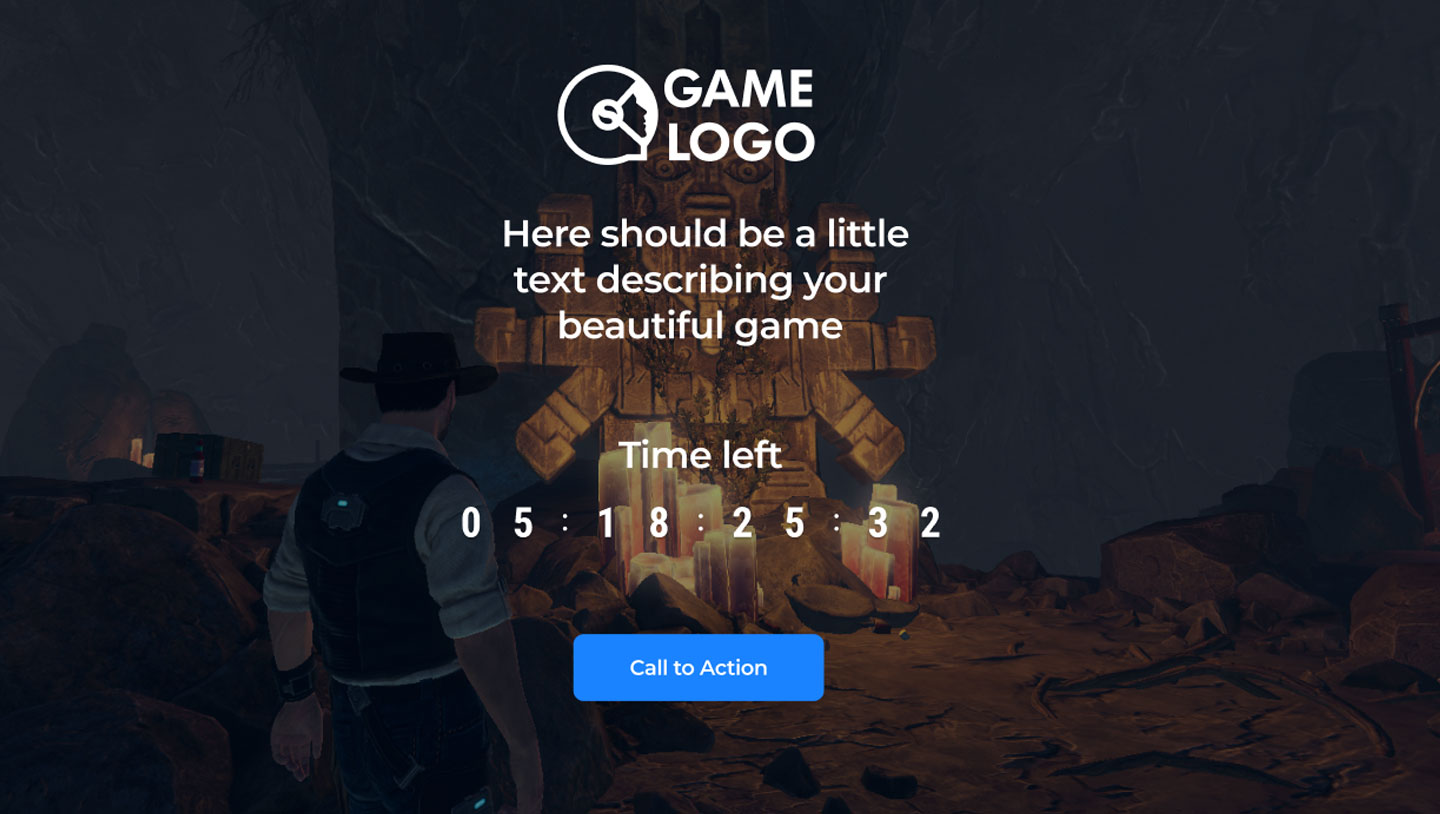 GAME
LOGO
Here should be a little
text describing your
beautiful game
Time left
05:18:25:32
Call to Action